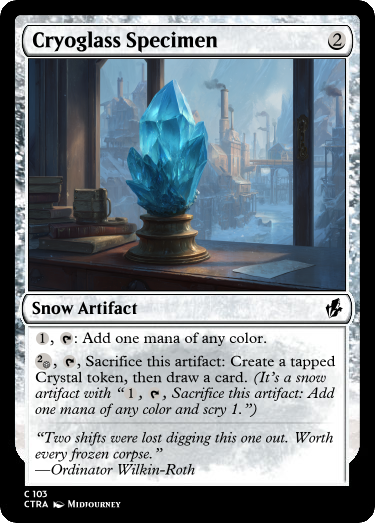 Cryoglass Specimen 2
Snow Artifact
1, : Add one mana of any color.
2, , Sacrifice this artifact: Create a tapped
Crystal token, then draw a card. (It's a snow
artifact with “1, , Sacrifice this artifact: Add
one mana of any color and scry 1.”)
“Two shifts were lost digging this one out. Worth
every frozen corpse.”
—Ordinator Wilkin-Roth
C 103
CTRA Midjourney